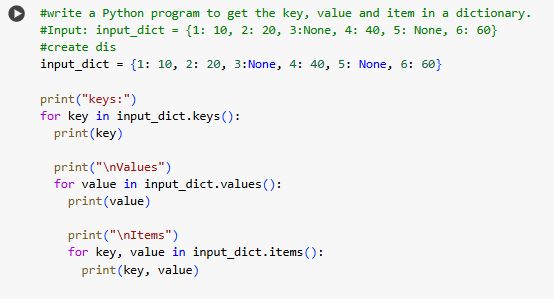 #write a Python program to get the key, value and item in a dictionary.
#Input: input_dict = {1: 10, 2: 20, 3:None, 4: 40, 5: None, 6: 60}
#create dis
input_dict = {1: 10, 2: 20, 3:None, 4: 40, 5: None, 6: 60}

print("keys:")
for key in input_dict.keys():
  print(key)

  print("\nValues")
  for value in input_dict.values():
    print(value)

    print("\nItems")
    for key, value in input_dict.items():
      print(key, value)